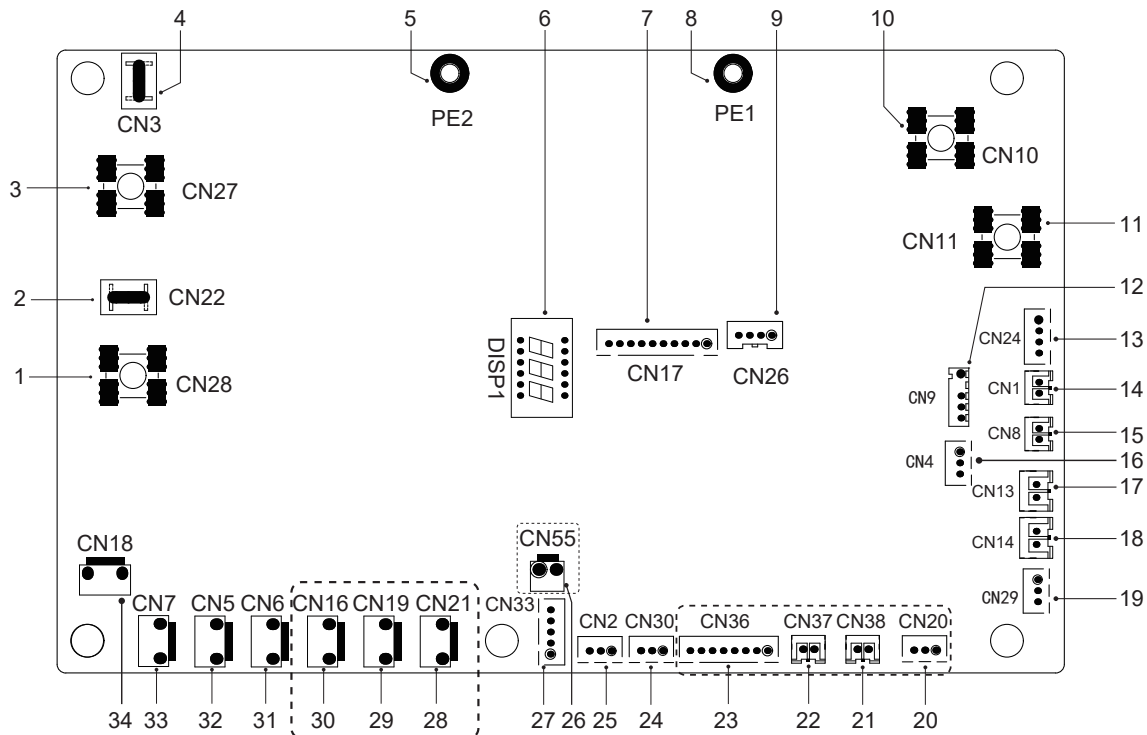 4 5 6 7 8 9 10
CN3 PE2 PE1
CN10
3 CN27
CN11 11
2 CN22
12
CN24 13
DISP1 CN17 CN26
1 CN28
CN9 CN1 14
CN8 15
CN4 16
CN13 17
CN14 18
CN18 CN55
CN29 19
CN7 CN5 CN6 CN16 CN19 CN21 CN33 CN2 CN30 CN36 CN37 CN38 CN20
34 33 32 31 30 29 28 27 26 25 24 23 22 21 20